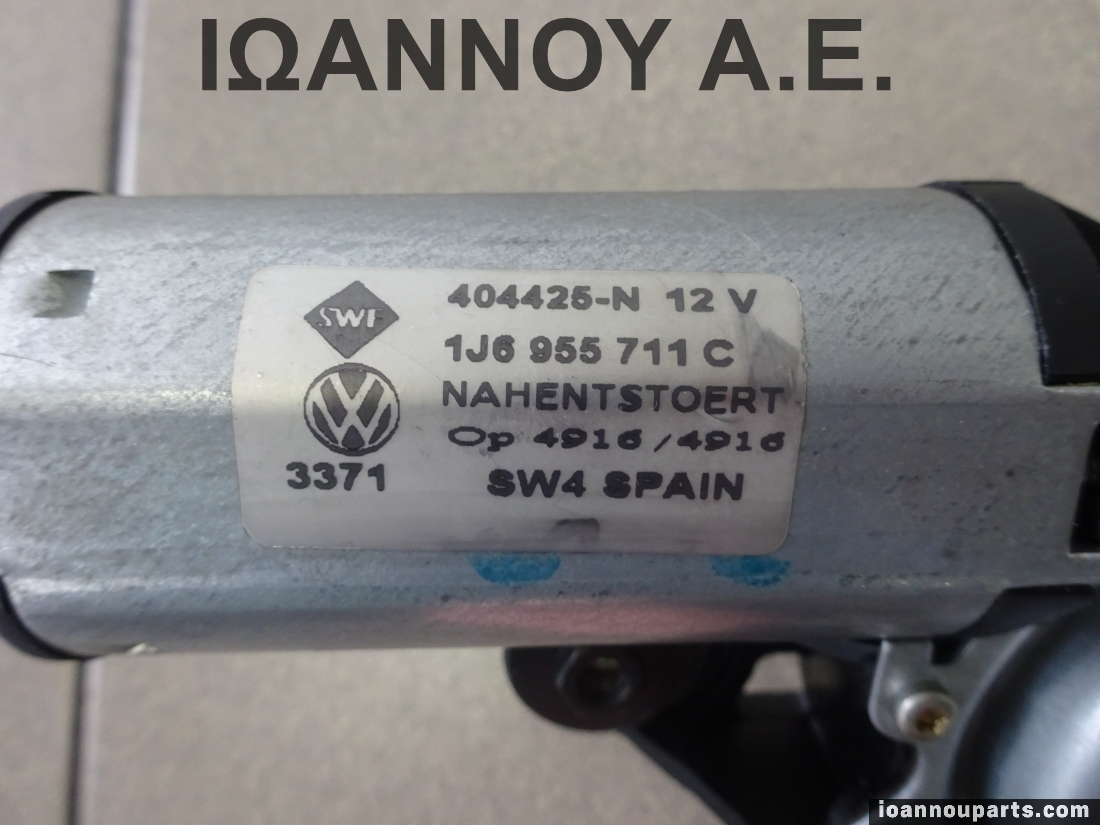 ΙΩΑΝΝΟΥ Α.Ε.
SWF
404425-N 12 V
1J6 955 711 C
NAHENTSTOERT
Op 4916/4916
3371
SW4 SPAIN
ioannouparts.com